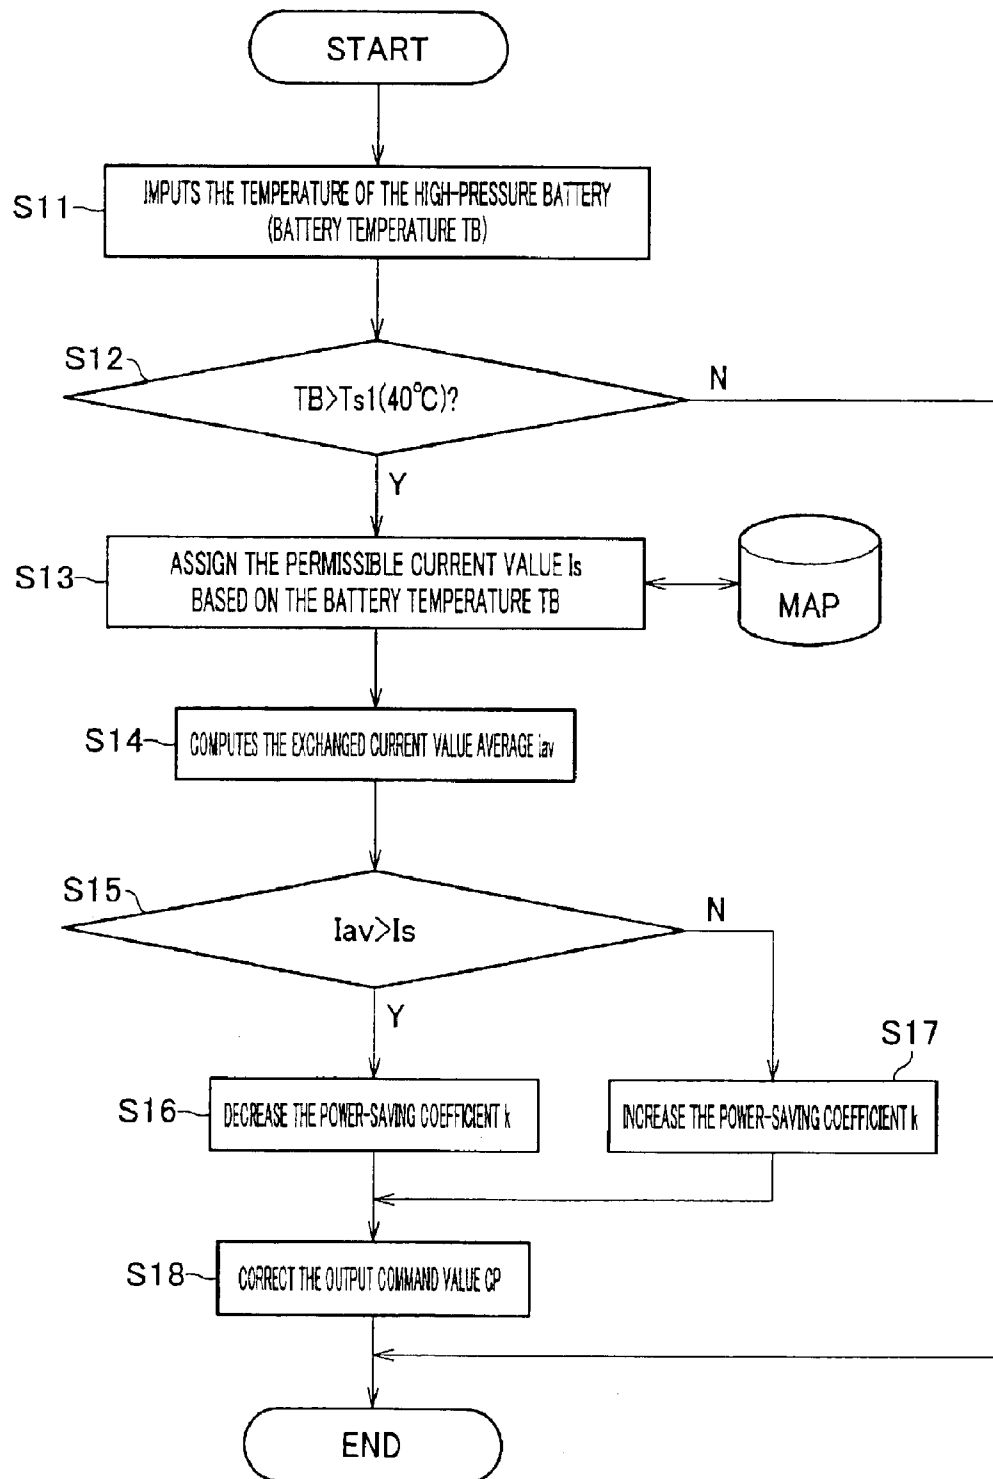 START
S11
IMPUTS THE TEMPERATURE OF THE HIGH-PRESSURE BATTERY
(BATTERY TEMPERATURE TB)
S12
TB>Ts1(40°C)?
N
Y
S13
ASSIGN THE PERMISSIBLE CURRENT VALUE Is
BASED ON THE BATTERY TEMPERATURE TB
MAP
S14
COMPUTES THE EXCHANGED CURRENT VALUE AVERAGE Iav
S15
Iav>Is
N
Y
S16
DECREASE THE POWER-SAVING COEFFICIENT k
S17
INCREASE THE POWER-SAVING COEFFICIENT k
S18
CORRECT THE OUTPUT COMMAND VALUE CP
END